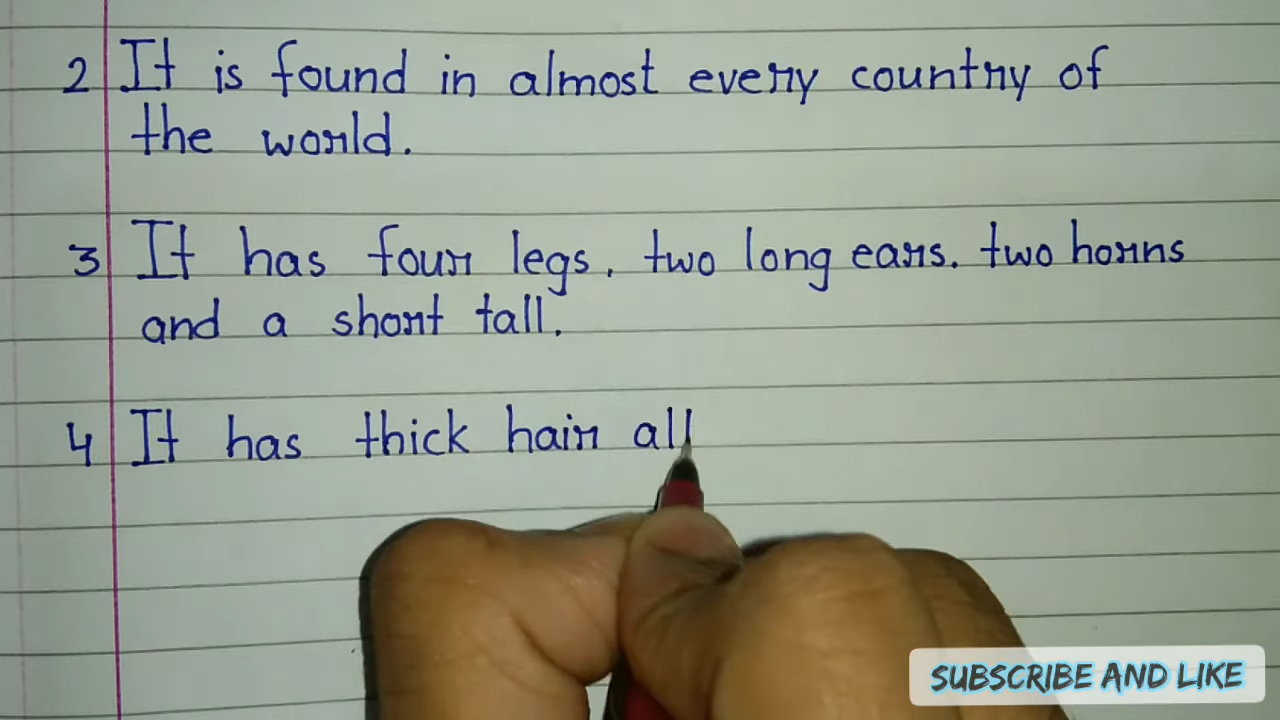 2 It is found in almost every country of
the world.
3 It has four legs, two long ears. two horns
and a short tall.
4 It has thick hair all
SUBSCRIBE AND LIKE